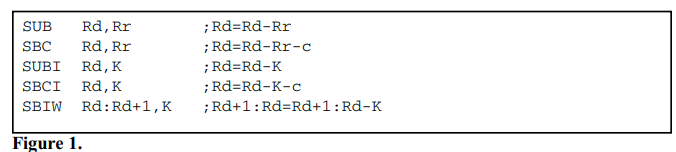 SUB Rd,Rr ;Rd=Rd-Rr
SBC Rd,Rr ;Rd=Rd-Rr-c
SUBI Rd,K ;Rd=Rd-K
SBCI Rd,K ;Rd=Rd-K-c
SBIW Rd:Rd+1,K ;Rd+1:Rd=Rd+1:Rd-K
Figure 1.